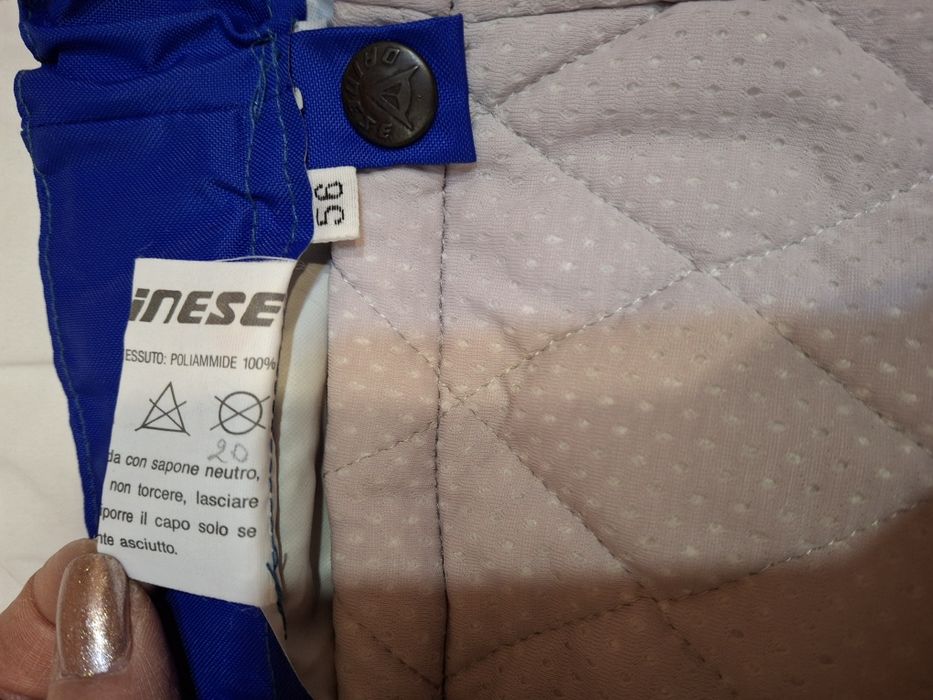 DAINESE
56
INESE
ESSUTO: POLIAMMIDE 100%
20
da con sapone neutro,
non torcere, lasciare
porre il capo solo se
nte asciutto.